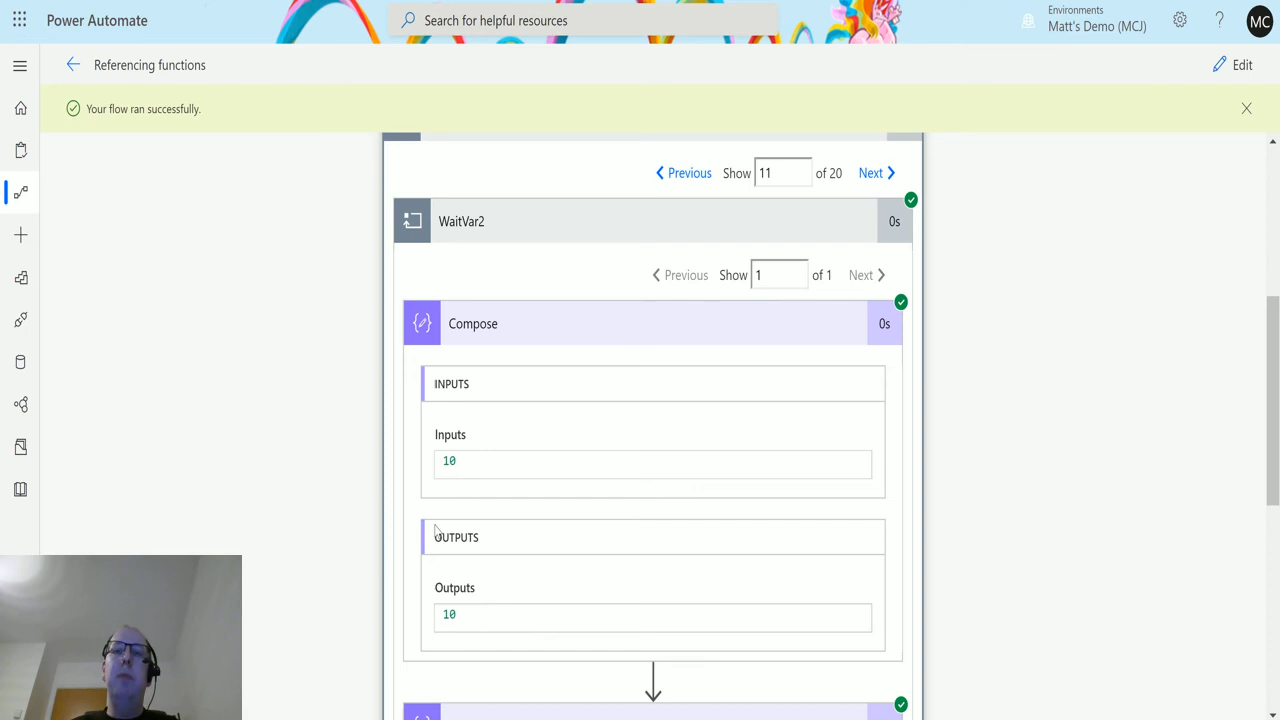 Power Automate
Search for helpful resources
Environments
Matt's Demo (MCJ)
?
MC
Referencing functions
Edit
Your flow ran successfully.
Previous Show 11 of 20 Next
WaitVar2
0s
Previous Show 1 of 1 Next
Compose
0s
INPUTS
Inputs
10
OUTPUTS
Outputs
10